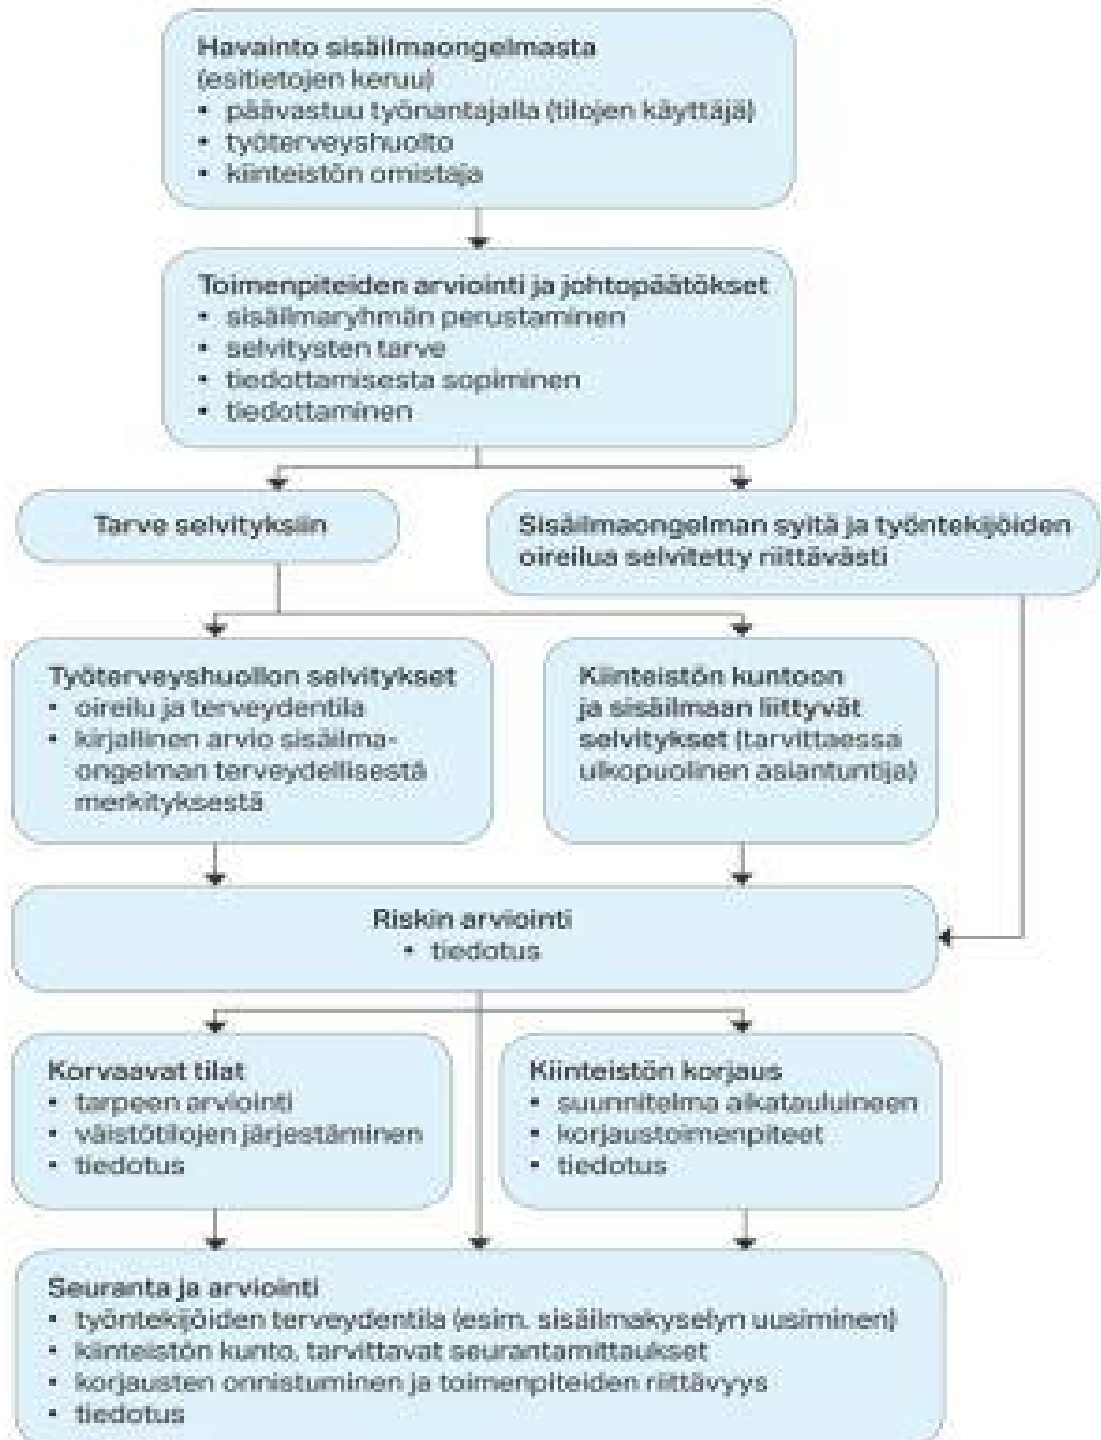 Havainto sisäilmaongelmasta
(esitietojen keruu)
• päävastuu työnantajalla (tilojen käyttäjä)
• työterveyshuolto
• kiinteistön omistaja
Toimenpiteiden arviointi ja johtopäätökset
• sisäilmaryhmän perustaminen
• selvitysten tarve
• tiedottamisesta sopiminen
• tiedottaminen
Tarve selvityksiin
Sisäilmaongelman syitä ja työntekijöiden
oireilua selvitetty riittävästi
Työterveyshuollon selvitykset
• oireilu ja terveydentila
• kirjallinen arvio sisäilma-
ongelman terveydellisestä
merkityksestä
Kiinteistön kuntoon
ja sisäilmaan liittyvät
selvitykset (tarvittaessa
ulkopuolinen asiantuntija)
Riskin arviointi
• tiedotus
Korvaavat tilat
• tarpeen arviointi
• väistötilojen järjestäminen
• tiedotus
Kiinteistön korjaus
• suunnitelma aikatauluineen
• korjaustoimenpiteet
• tiedotus
Seuranta ja arviointi
• työntekijöiden terveydentila (esim. sisäilmakyselyn uusiminen)
• kiinteistön kunto, tarvittavat seurantamittaukset
• korjausten onnistuminen ja toimenpiteiden riittävyys
• tiedotus